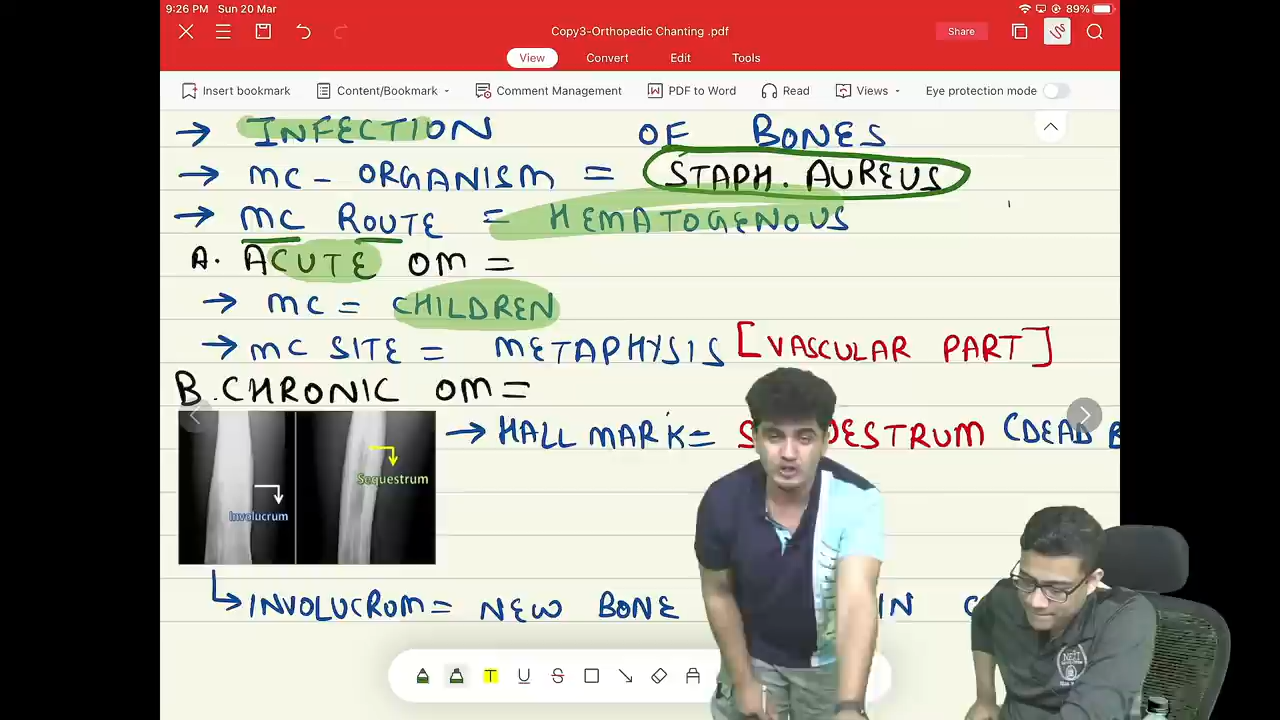 9:26 PM Sun 20 Mar 89%
Copy3-Orthopedic Chanting .pdf
Share
View Convert Edit Tools
Insert bookmark Content/Bookmark Comment Management PDF to Word Read Views Eye protection mode
→ INFECTION OF BONES
→ MC - ORGANISM = STAPH. AUREUS
→ MC ROUTE = HEMATOGENOUS
A. ACUTE OM =
→ MC = CHILDREN
→ MC SITE = METAPHYSIS [VASCULAR PART]
B. CHRONIC OM =
→ HALL MARK = (DEAD
Sequestrum
Involucrum
INVOLUCROM = NEW BONE IN
T U S